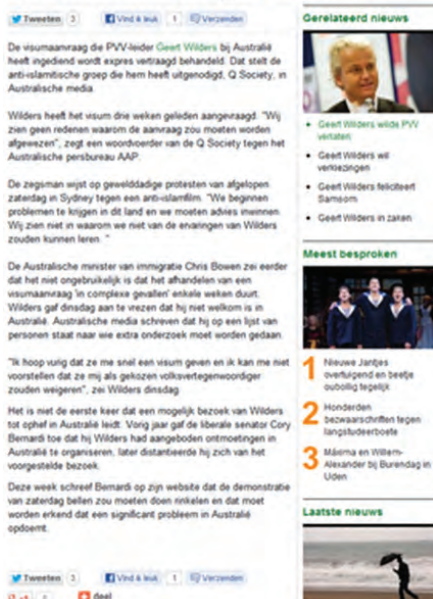 Tweeten 3 Vind ik leuk 1 Verzenden
De visumaanvraag die PVV-leider Geert Wilders bij Australië
heeft ingediend wordt expres vertraagd behandeld. Dat stelt de
anti-islamitische groep die hem heeft uitgenodigd, Q Society, in
Australische media.
Wilders heeft het visum drie weken geleden aangevraagd. "Wij
zien geen redenen waarom de aanvraag zou moeten worden
afgewezen", zegt een woordvoerder van de Q Society tegen het
Australische persbureau AAP.
De zegsman wijst op gewelddadige protesten van afgelopen
zaterdag in Sydney tegen een anti-islamfilm. "We beginnen
problemen te krijgen in dit land en we moeten advies inwinnen.
Wij zien niet in waarom we niet van de ervaringen van Wilders
zouden kunnen leren. "
De Australische minister van immigratie Chris Bowen zei eerder
dat het niet ongebruikelijk is dat het afhandelen van een
visumaanvraag 'in complexe gevallen' enkele weken duurt.
Wilders gaf dinsdag aan te vrezen dat hij niet welkom is in
Australië. Australische media schreven dat hij op een lijst van
personen staat naar wie extra onderzoek moet worden gedaan.
"Ik hoop vurig dat ze me snel een visum geven en ik kan me niet
voorstellen dat ze mij als gekozen volksvertegenwoordiger
zouden weigeren", zei Wilders dinsdag.
Het is niet de eerste keer dat een mogelijk bezoek van Wilders
tot ophef in Australië leidt. Vorig jaar gaf de liberale senator Cory
Bernardi toe dat hij Wilders had aangeboden ontmoetingen in
Australië te organiseren, later distantieerde hij zich van het
voorgestelde bezoek.
Deze week schreef Bernardi op zijn website dat de demonstratie
van zaterdag bellen zou moeten doen rinkelen en dat moet
worden erkend dat een significant probleem in Australië
opdoemt.
Tweeten 3 Vind ik leuk 1 Verzenden
deel
Gerelateerd nieuws
Geert Wilders wilde PVV
verlaten
Geert Wilders wil
verkiezingen
Geert Wilders feliciteert
Samsom
Geert Wilders in zaken
Meest besproken
1 Nieuwe Jantjes
overtuigend en beetje
oubollig tegelijk
2 Honderden
bezwaarschriften tegen
langstudeerboete
3 Máxima en Willem-
Alexander bij Burendag in
Uden
Laatste nieuws